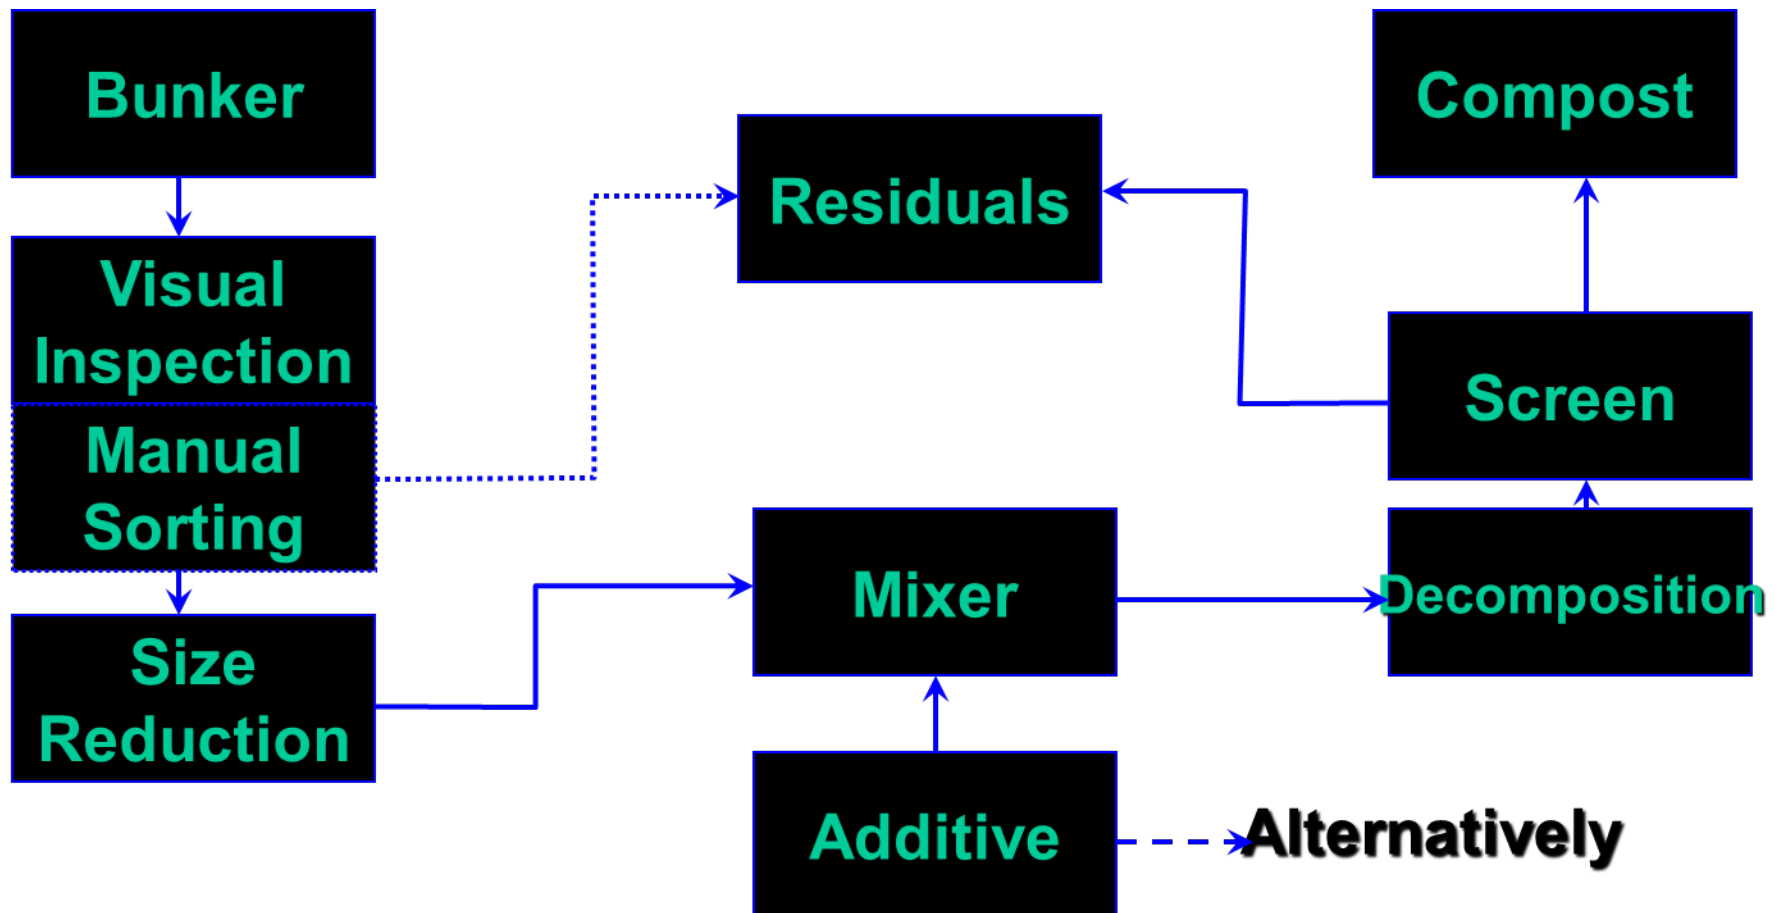 Bunker
Visual
Inspection
Manual
Sorting
Size
Reduction
Residuals
Mixer
Additive
Alternatively
Compost
Screen
Decomposition